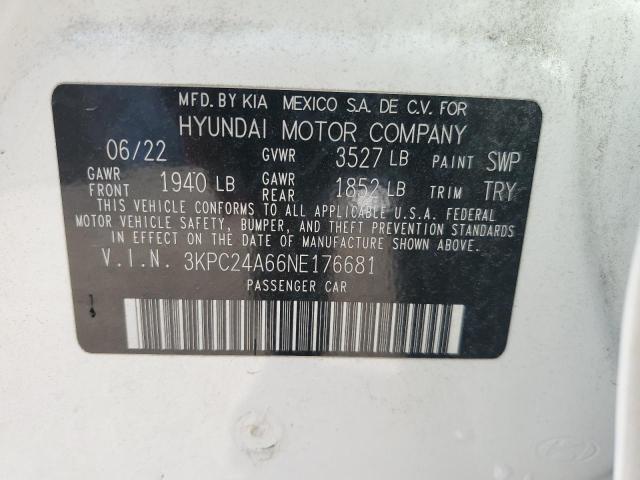 MFD. BY KIA MEXICO S.A. DE C.V. FOR
HYUNDAI MOTOR COMPANY
06/22 GVWR 3527 LB PAINT SWP
GAWR FRONT 1940 LB GAWR REAR 1852 LB TRIM TRY
THIS VEHICLE CONFORMS TO ALL APPLICABLE U.S.A. FEDERAL
MOTOR VEHICLE SAFETY, BUMPER, AND THEFT PREVENTION STANDARDS
IN EFFECT ON THE DATE OF MANUFACTURE SHOWN ABOVE.
V.I.N. 3KPC24A66NE176681
PASSENGER CAR